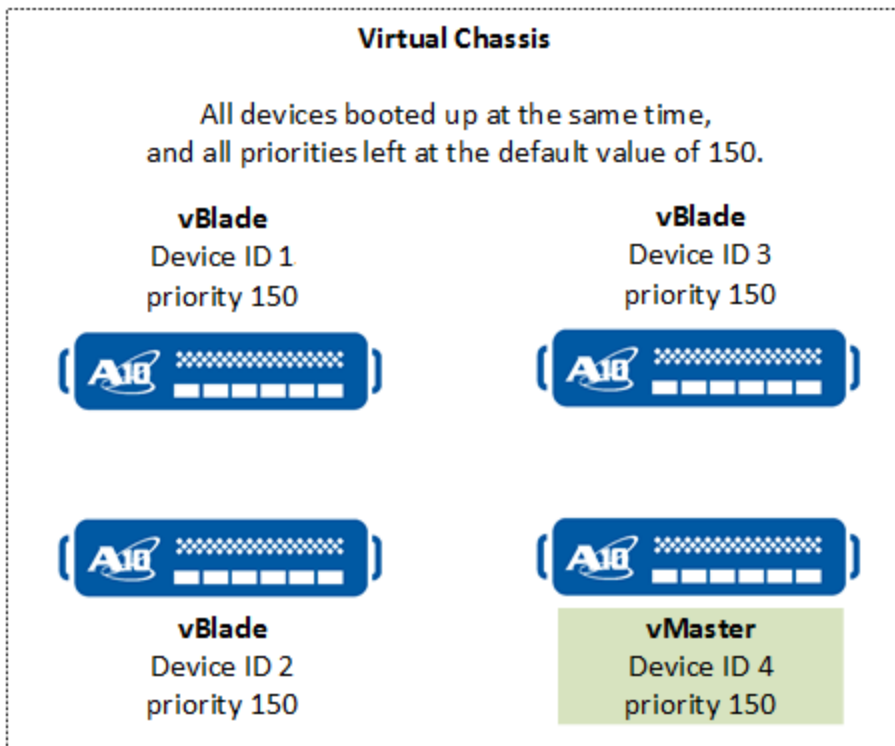 Virtual Chassis
All devices booted up at the same time,
and all priorities left at the default value of 150.
vBlade
Device ID 1
priority 150
vBlade
Device ID 3
priority 150
A10
A10
A10
A10
vBlade
Device ID 2
priority 150
vMaster
Device ID 4
priority 150